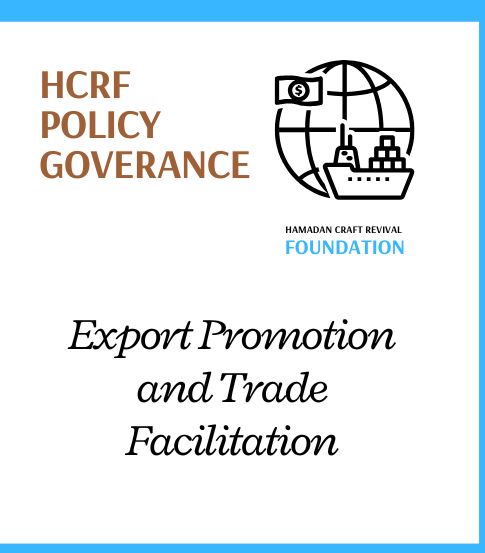 HCRF
POLICY
GOVERANCE
$
HAMADAN CRAFT REVIVAL
FOUNDATION
Export Promotion
and Trade
Facilitation